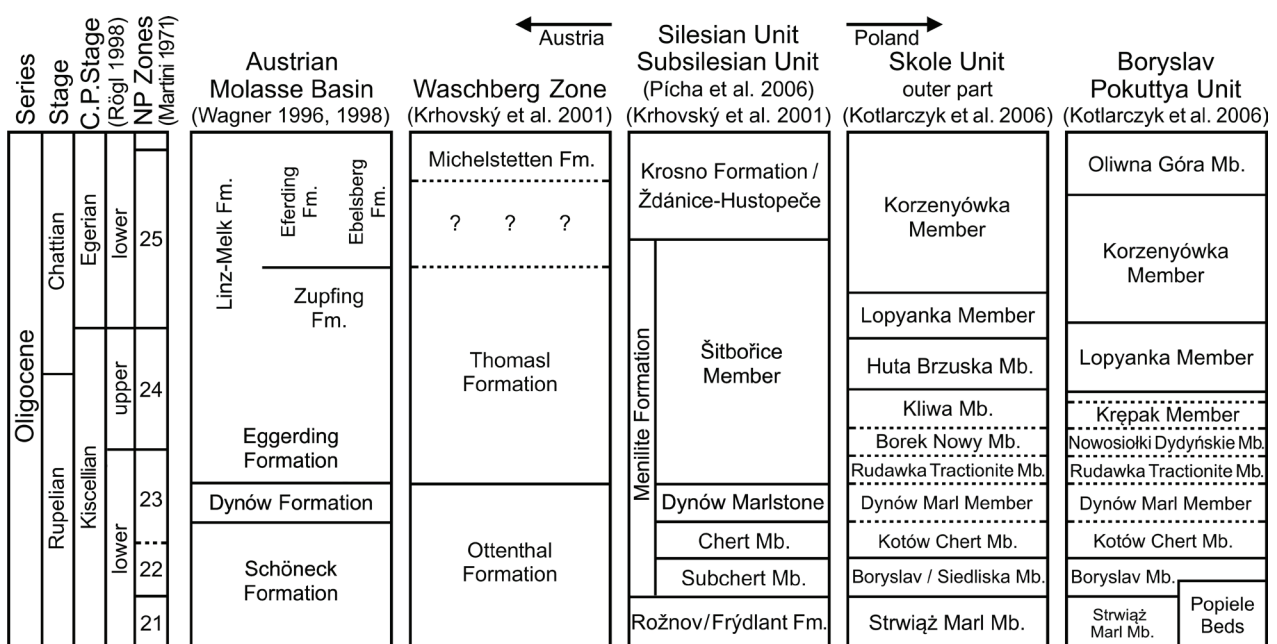 Series
Stage
C.P.Stage
(Rögl 1998)
NP Zones
(Martini 1971)
Austrian
Molasse Basin
(Wagner 1996, 1998)
Austria
Waschberg Zone
(Krhovský et al. 2001)
Silesian Unit
Subsilesian Unit
(Pícha et al. 2006)
(Krhovský et al. 2001)
Poland
Skole Unit
outer part
(Kotlarczyk et al. 2006)
Boryslav
Pokuttya Unit
(Kotlarczyk et al. 2006)
Oligocene
Chattian
Rupelian
Egerian
Kiscellian
lower
upper
lower
25
24
23
22
21
Linz-Melk Fm.
Eferding
Fm.
Ebelsberg
Fm.
Zupfing
Fm.
Eggerding
Formation
Dynów Formation
Schöneck
Formation
Michelstetten Fm.
? ? ?
Thomasl
Formation
Ottenthal
Formation
Krosno Formation /
Ždánice-Hustopeče
Menilite Formation
Šitbořice
Member
Dynów Marlstone
Chert Mb.
Subchert Mb.
Rožnov/Frýdlant Fm.
Korzenyówka
Member
Lopyanka Member
Huta Brzuska Mb.
Kliwa Mb.
Borek Nowy Mb.
Rudawka Tractionite Mb.
Dynów Marl Member
Kotów Chert Mb.
Boryslav / Siedliska Mb.
Strwiąż Marl Mb.
Oliwna Góra Mb.
Korzenyówka
Member
Lopyanka Member
Krępak Member
Nowosiołki Dydyńskie Mb.
Rudawka Tractionite Mb.
Dynów Marl Member
Kotów Chert Mb.
Boryslav Mb.
Strwiąż
Marl Mb.
Popiele
Beds